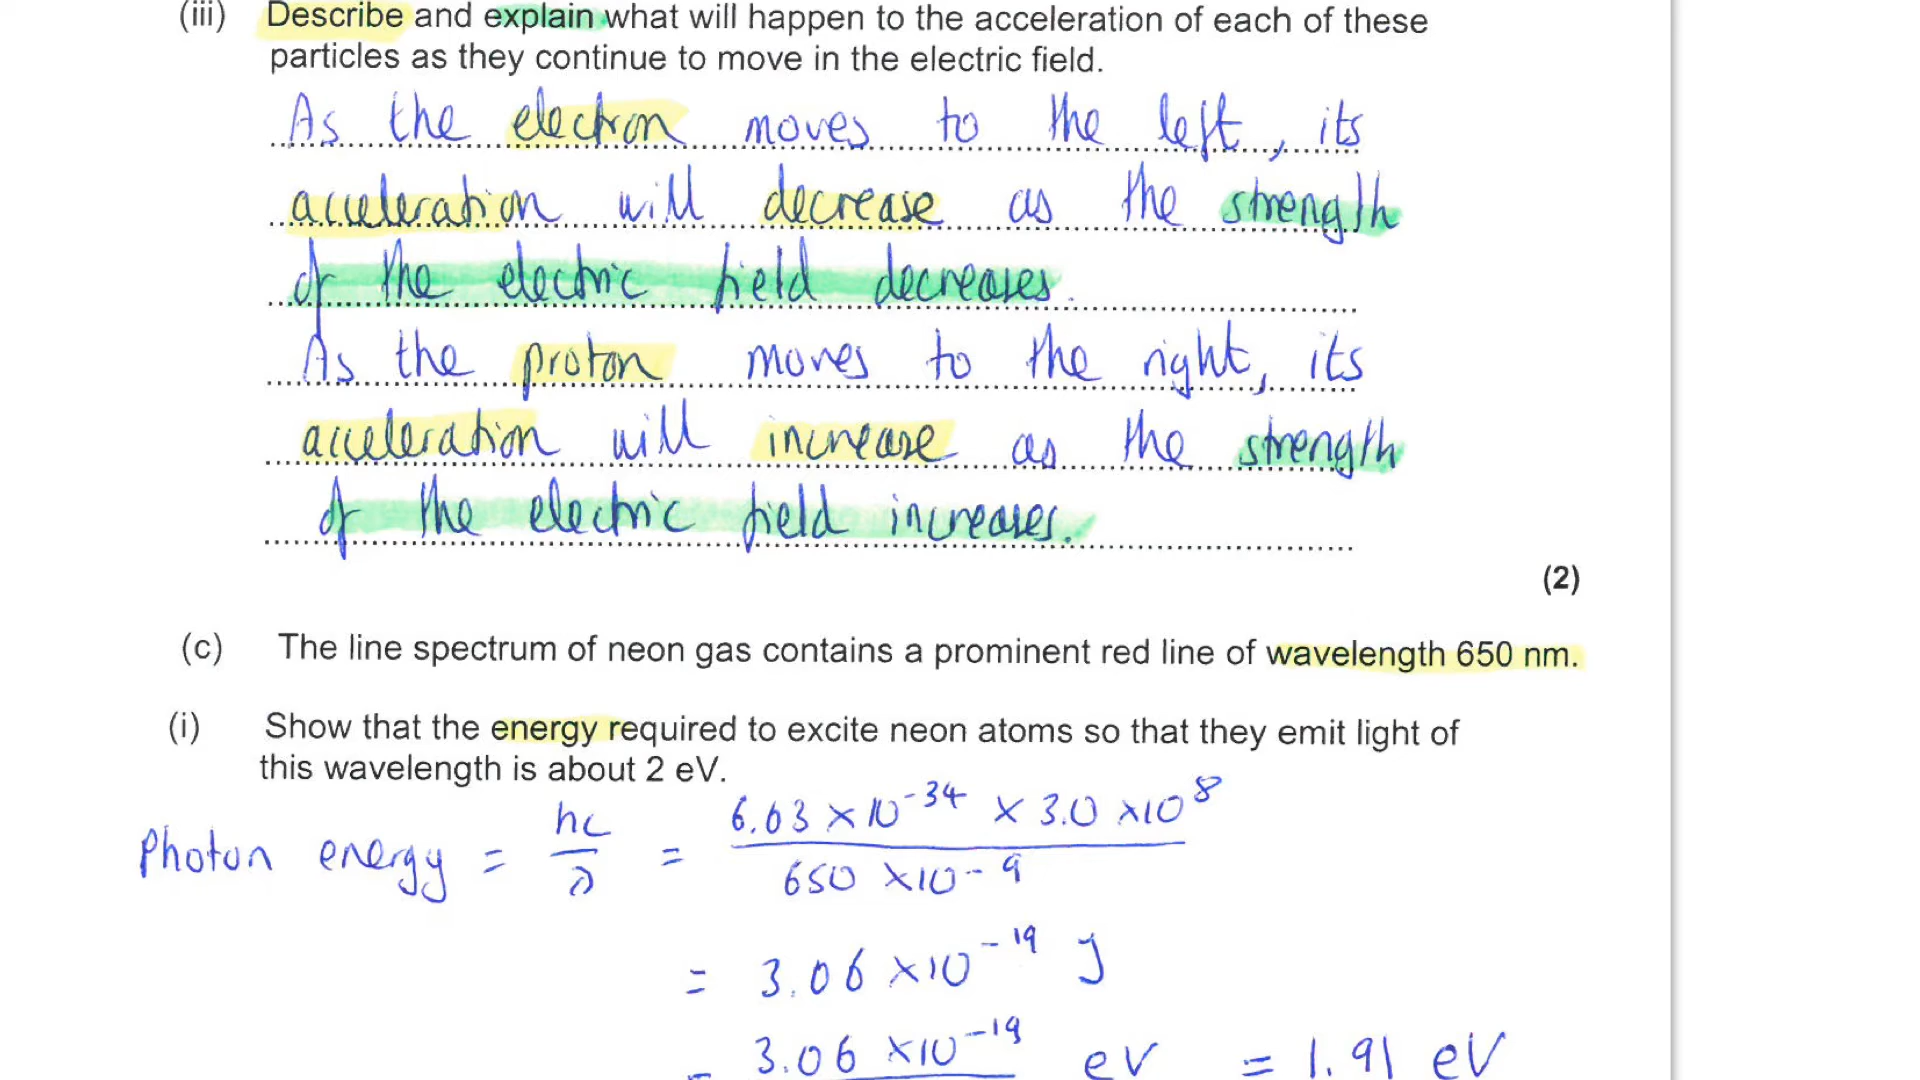 (iii) Describe and explain what will happen to the acceleration of each of these
particles as they continue to move in the electric field.
As the electron moves to the left, its
acceleration will decrease as the strength
of the electric field decreases.
As the proton moves to the right, its
acceleration will increase as the strength
of the electric field increases.
(2)
(c) The line spectrum of neon gas contains a prominent red line of wavelength 650 nm.
(i) Show that the energy required to excite neon atoms so that they emit light of
this wavelength is about 2 eV.
Photon energy = hc/λ = 6.63 × 10⁻³⁴ × 3.0 × 10⁸ / 650 × 10⁻⁹
= 3.06 × 10⁻¹⁹ J
= 3.06 × 10⁻¹⁹ eV = 1.91 eV